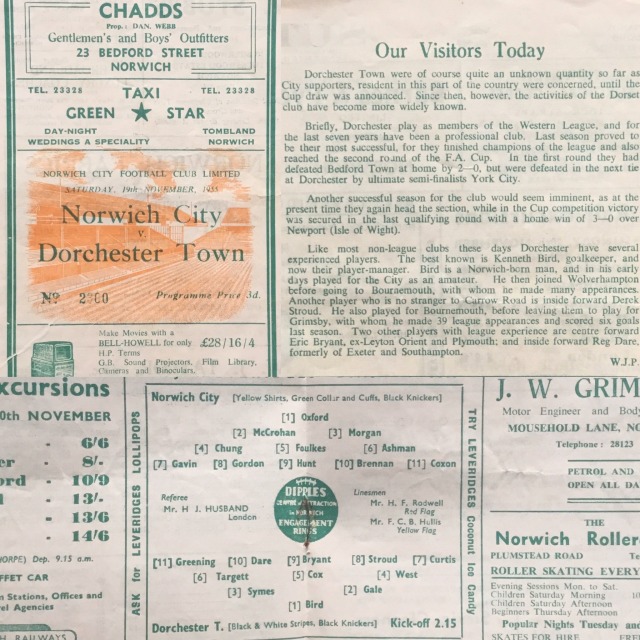 CHADDS
Prop.: DAN. WEBB
Gentlemen's and Boys' Outfitters
23 BEDFORD STREET
NORWICH
TEL. 23328 TAXI TEL. 23328
GREEN ★ STAR
DAY-NIGHT TOMBLAND
WEDDINGS A SPECIALITY NORWICH
NORWICH CITY FOOTBALL CLUB LIMITED
SATURDAY, 19th NOVEMBER, 1955
Norwich City
v.
Dorchester Town
Nº 2900 Programme Price 3d.
Make Movies with a
BELL-HOWELL for only £28/16/4
H.P. Terms
G.B. Sound Projectors, Film Library,
Cameras and Binoculars.
Our Visitors Today
Dorchester Town were of course quite an unknown quantity so far as
City supporters, resident in this part of the country were concerned, until the
Cup draw was announced. Since then, however, the activities of the Dorset
club have become more widely known.
Briefly, Dorchester play as members of the Western League, and for
the last seven years have been a professional club. Last season proved to
be their most successful, for they finished champions of the league and also
reached the second round of the F.A. Cup. In the first round they had
defeated Bedford Town at home by 2—0, but were defeated in the next tie
at Dorchester by ultimate semi-finalists York City.
Another successful season for the club would seem imminent, as at the
present time they again head the section, while in the Cup competition victory
was secured in the last qualifying round with a home win of 3—0 over
Newport (Isle of Wight).
Like most non-league clubs these days Dorchester have several
experienced players. The best known is Kenneth Bird, goalkeeper, and
now their player-manager. Bird is a Norwich-born man, and in his early
days played for the City as an amateur. He then joined Wolverhampton
before going to Bournemouth, with whom he made many appearances.
Another player who is no stranger to Carrow Road is inside forward Derek
Stroud. He also played for Bournemouth, before leaving them to play for
Grimsby, with whom he made 39 league appearances and scored six goals
last season. Two other players with league experience are centre forward
Eric Bryant, ex-Leyton Orient and Plymouth; and inside forward Reg Dare,
formerly of Exeter and Southampton.
W.J.P.
xcursions
0th NOVEMBER
6/6
er - 8/-
ord - 10/9
13/-
13/6
14/6
HORPE) Dep. 9.15 a.m.
FFET CAR
n Stations, Offices and
vel Agencies
H RAILWAYS
ASK for LEVERIDGES LOLLIPOPS
Norwich City [Yellow Shirts, Green Collar and Cuffs, Black Knickers]
[1] Oxford
[2] McCrohan [3] Morgan
[4] Chung [5] Foulkes [6] Ashman
[7] Gavin [8] Gordon [9] Hunt [10] Brennan [11] Coxon
Referee
Mr. H J. HUSBAND
London
DIPPLES
IN NORWICH
ENGAGEMENT
RINGS
Linesmen
Mr. H. F. Radwell
Red Flag
Mr. F. C. B. Hullis
Yellow Flag
[11] Greening [10] Dare [9] Bryant [8] Stroud [7] Curtis
[6] Targett [5] Cox [4] West
[3] Symes [2] Gale
[1] Bird
Dorchester T. [Black & White Stripes, Black Knickers] Kick-off 2.15
TRY LEVERIDGES Coconut Ice Candy
J. W. GRIM
Motor Engineer and Body
MOUSEHOLD LANE, NO
Telephone : 28123
PETROL AND
OPEN ALL DA
THE
Norwich Roller
PLUMSTEAD ROAD Te
ROLLER SKATING EVERY
Evening Sessions Mon. to Sat.
Children Saturday Morning 10
Children Saturday Afternoon
Beginners Thursday Afternoon
Popular Nights Tuesday an
SKATES FOR HIRE